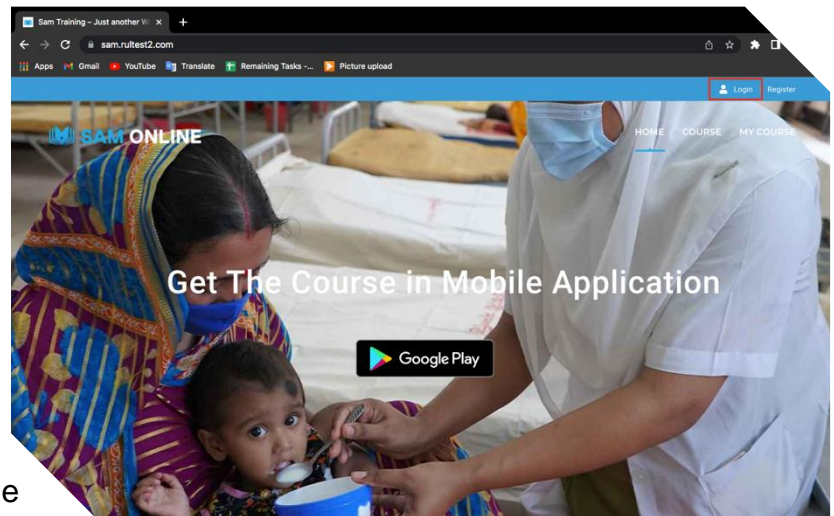 Sam Training – Just another Wi
sam.rultest2.com
Apps Gmail YouTube Translate Remaining Tasks -... Picture upload
Login Register
SAM ONLINE
HOME COURSE MY COURSE
Get The Course in Mobile Application
Google Play
e